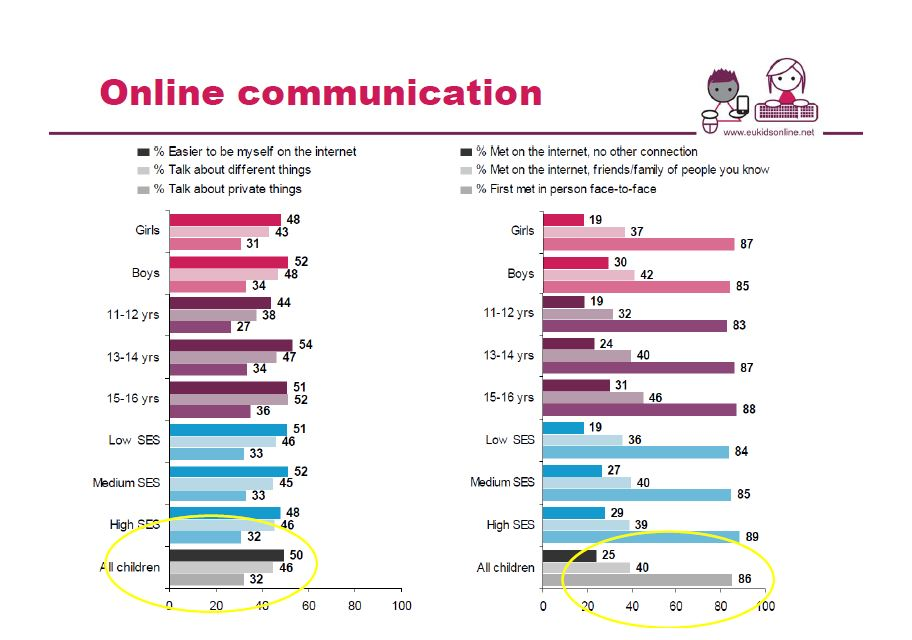 Online communication
www.eukidsonline.net
% Easier to be myself on the internet
% Talk about different things
% Talk about private things
Girls 48 43 31
Boys 52 48 34
11-12 yrs 44 38 27
13-14 yrs 54 47 34
15-16 yrs 51 52 36
Low SES 51 46 33
Medium SES 52 45 33
High SES 48 46 32
All children 50 46 32
0 20 40 60 80 100
% Met on the internet, no other connection
% Met on the internet, friends/family of people you know
% First met in person face-to-face
Girls 19 37 87
Boys 30 42 85
11-12 yrs 19 32 83
13-14 yrs 24 40 87
15-16 yrs 31 46 88
Low SES 19 36 84
Medium SES 27 40 85
High SES 29 39 89
All children 25 40 86
0 20 40 60 80 100